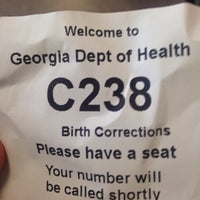 Welcome to
Georgia Dept of Health
C238
Birth Corrections
Please have a seat
Your number will
be called shortly